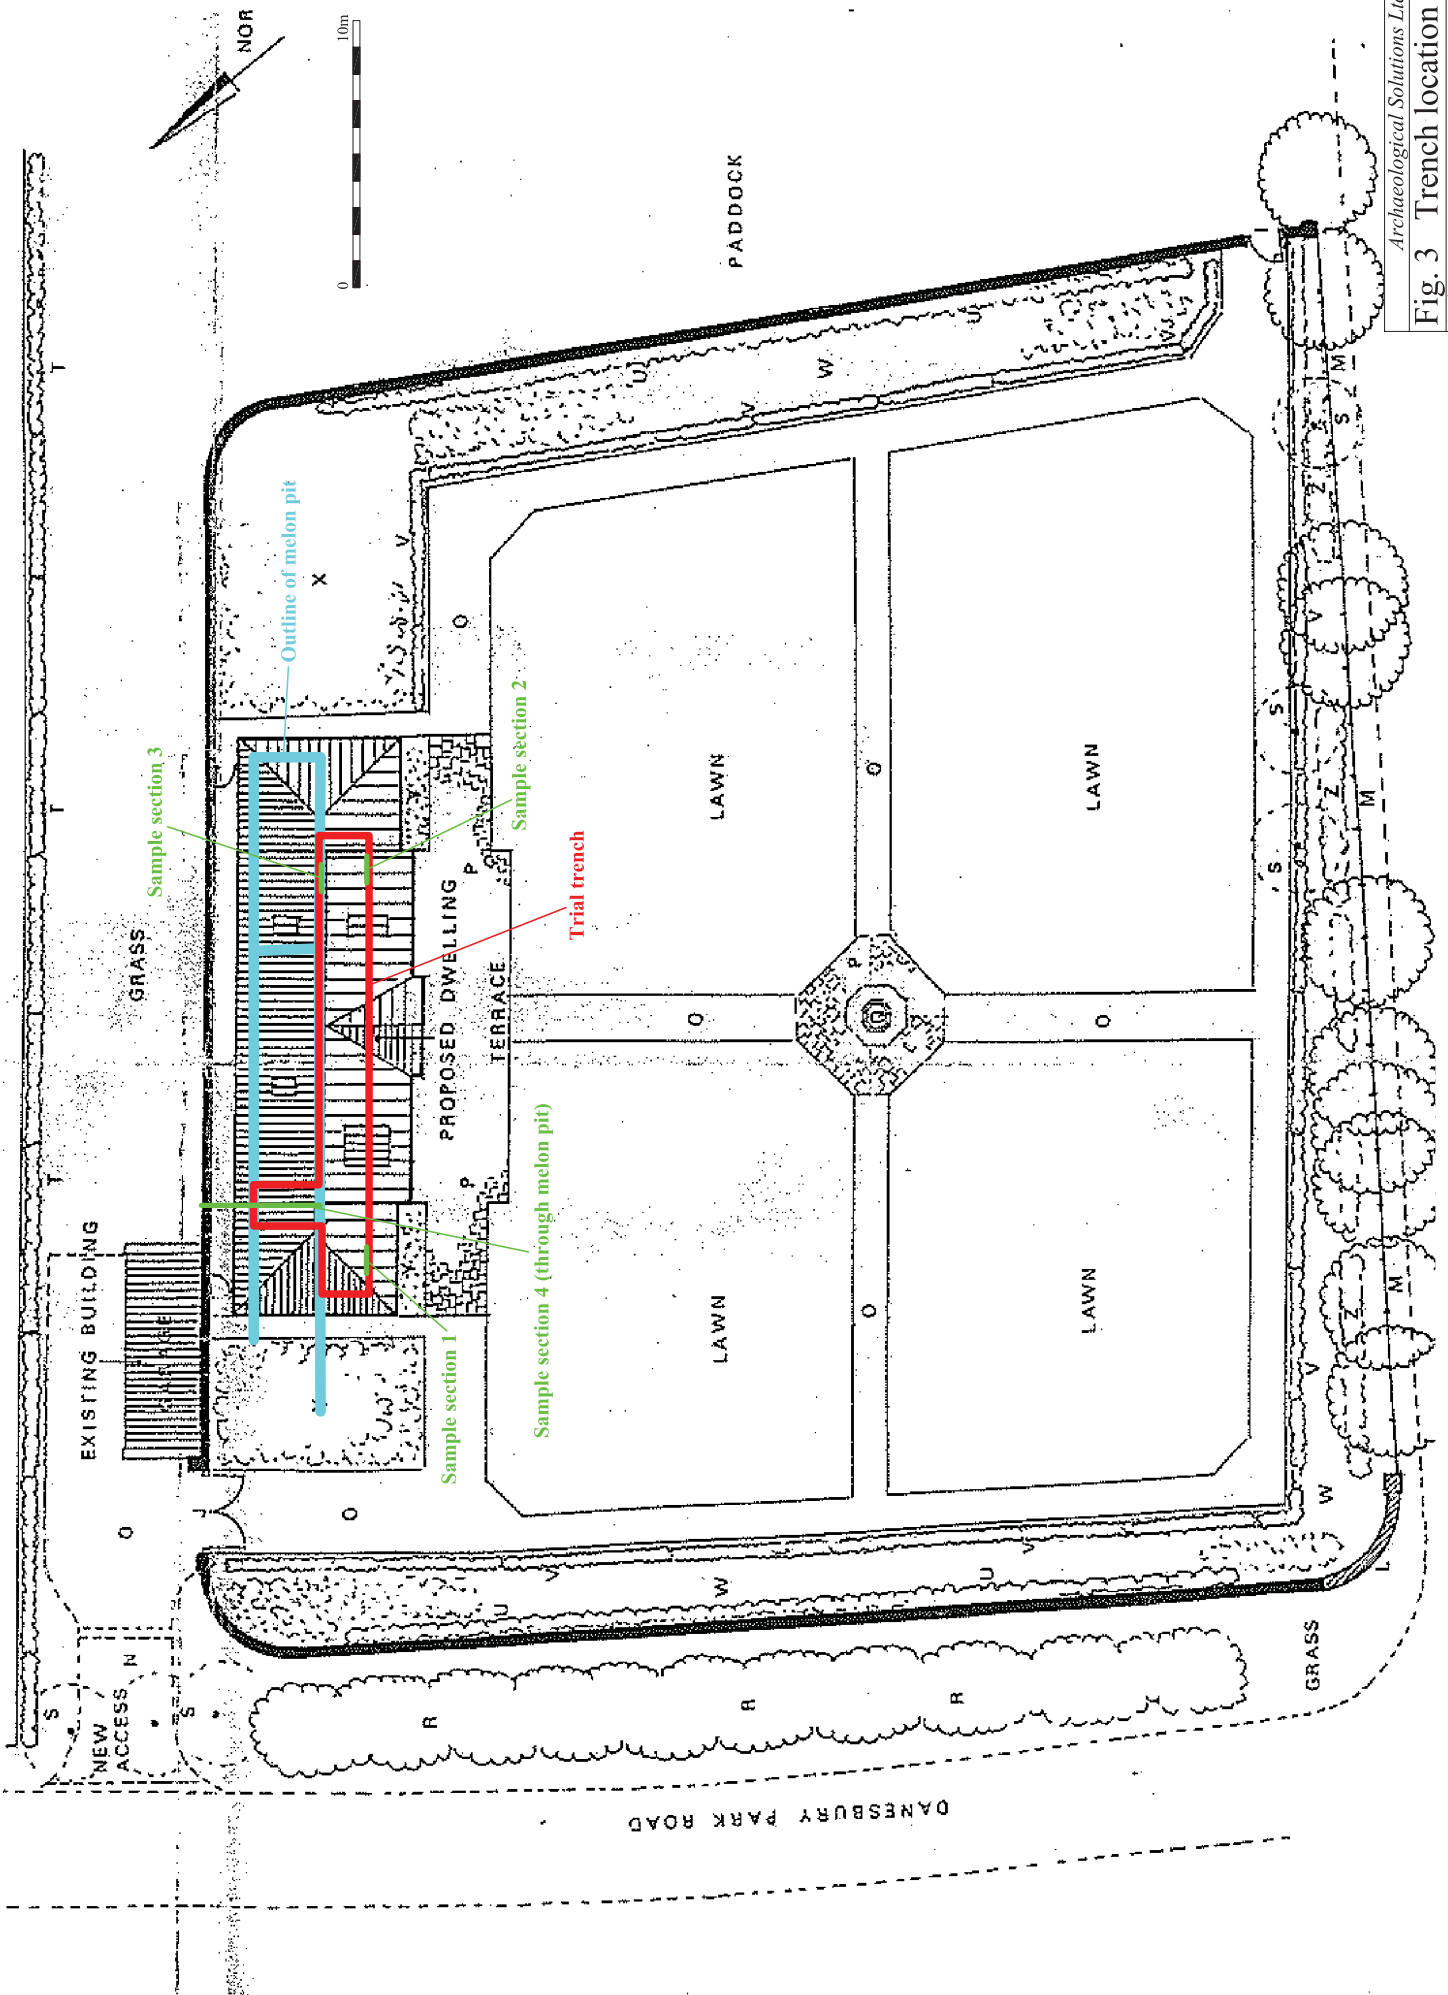 NOR
0
10m
T
T
T
PADDOCK
GRASS
EXISTING BUILDING
Outline of melon pit
Sample section 3
Sample section 2
Trial trench
Sample section 4 (through melon pit)
Sample section 1
PROPOSED DWELLING
TERRACE
P
P
Q
X
V
O
O
O
J
NEW
ACCESS
N
S
S
LAWN
LAWN
LAWN
LAWN
O
O
O
O
P
Q
U
V
W
U
U
V
W
U
V
R
R
R
GRASS
DANESBURY PARK ROAD
I
M
S
Z
V
S
S
Z
M
Z
M
V
W
L
Archaeological Solutions Ltd
Fig. 3 Trench location